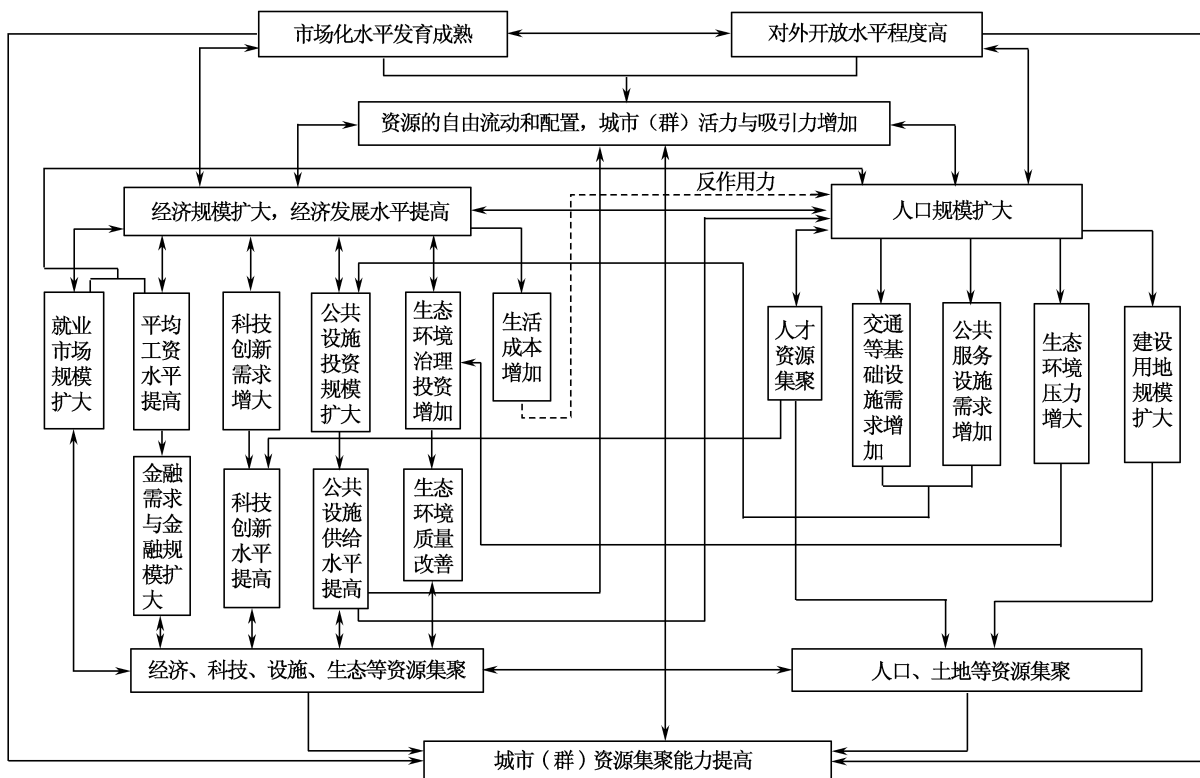 市场化水平发育成熟
对外开放水平程度高
资源的自由流动和配置，城市（群）活力与吸引力增加
反作用力
经济规模扩大，经济发展水平提高
人口规模扩大
就业
市场
规模
扩大
平均
工资
水平
提高
科技
创新
需求
增大
公共
设施
投资
规模
扩大
生态
环境
治理
投资
增加
生活
成本
增加
人才
资源
集聚
交通
等基
础设
施需
求增
加
公共
服务
设施
需求
增加
生态
环境
压力
增大
建设
用地
规模
扩大
金融
需求
与金
融规
模扩
大
科技
创新
水平
提高
公共
设施
供给
水平
提高
生态
环境
质量
改善
经济、科技、设施、生态等资源集聚
人口、土地等资源集聚
城市（群）资源集聚能力提高